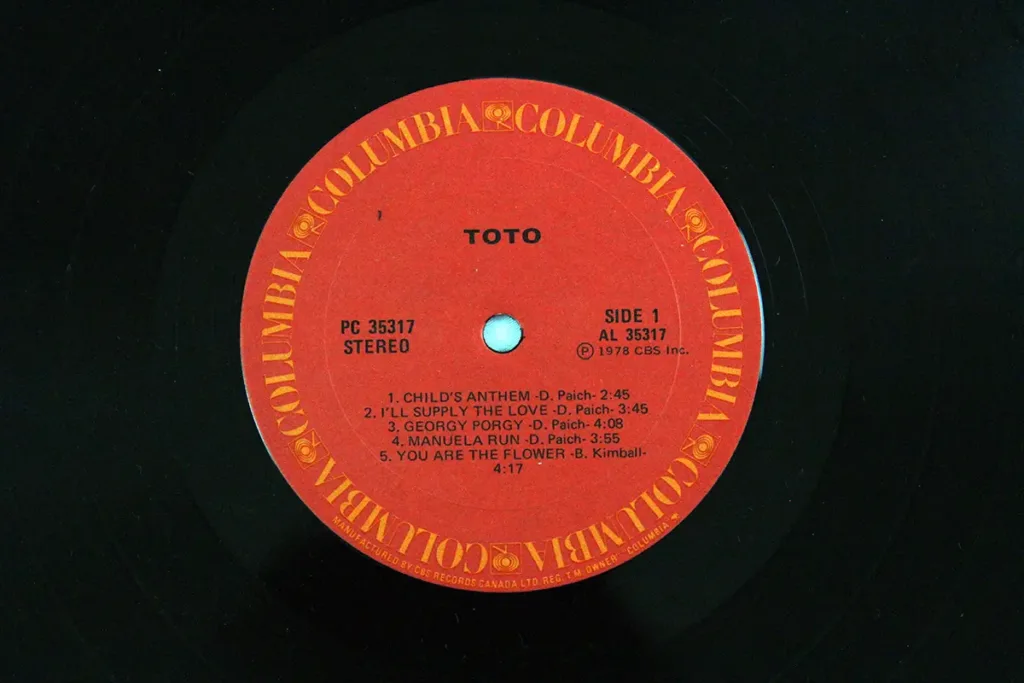 COLUMBIA COLUMBIA COLUMBIA COLUMBIA COLUMBIA COLUMBIA COLUMBIA COLUMBIA
TOTO
PC 35317
STEREO
SIDE 1
AL 35317
Ⓟ 1978 CBS Inc.
1. CHILD'S ANTHEM -D. Paich- 2:45
2. I'LL SUPPLY THE LOVE -D. Paich- 3:45
3. GEORGY PORGY -D. Paich- 4:08
4. MANUELA RUN -D. Paich- 3:55
5. YOU ARE THE FLOWER -B. Kimball-
4:17
MANUFACTURED BY CBS RECORDS CANADA LTD. REG. T.M. OWNER - COLUMBIA